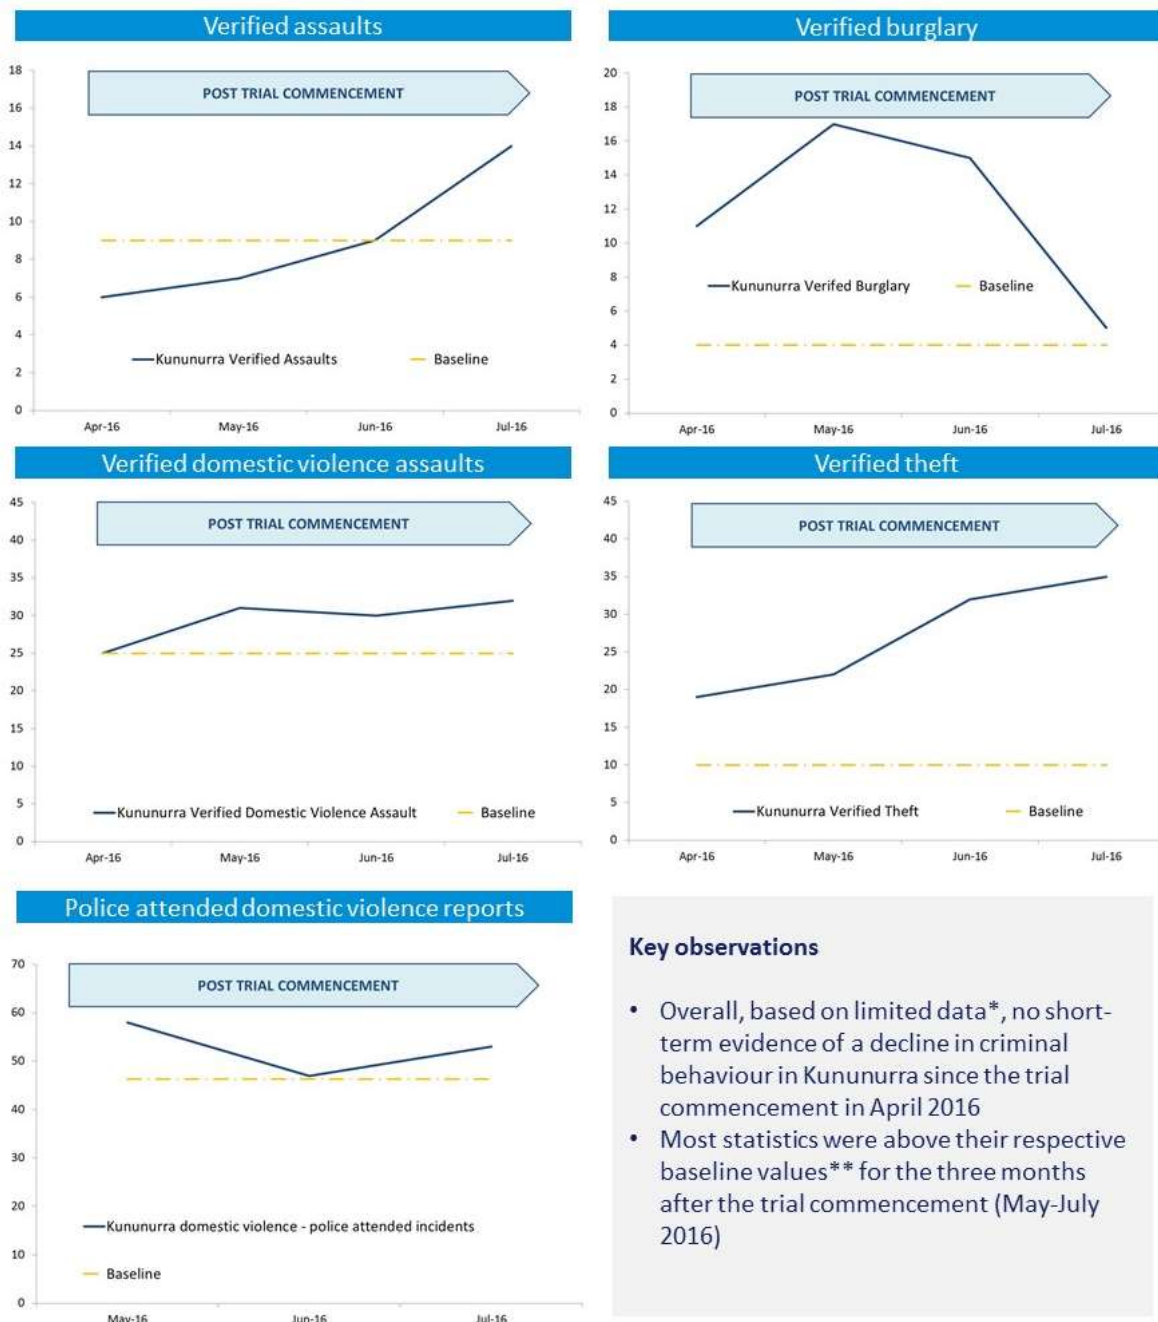 Verified assaults
18
16
14
12
10
8
6
4
2
0
POST TRIAL COMMENCEMENT
Kununurra Verified Assaults
Baseline
Apr-16
May-16
Jun-16
Jul-16
Verified burglary
20
18
16
14
12
10
8
6
4
2
0
POST TRIAL COMMENCEMENT
Kununurra Verifed Burglary
Baseline
Apr-16
May-16
Jun-16
Jul-16
Verified domestic violence assaults
45
40
35
30
25
20
15
10
5
0
POST TRIAL COMMENCEMENT
Kununurra Verified Domestic Violence Assault
Baseline
Apr-16
May-16
Jun-16
Jul-16
Verified theft
45
40
35
30
25
20
15
10
5
0
POST TRIAL COMMENCEMENT
Kununurra Verified Theft
Baseline
Apr-16
May-16
Jun-16
Jul-16
Police attended domestic violence reports
70
60
50
40
30
20
10
0
POST TRIAL COMMENCEMENT
Kununurra domestic violence - police attended incidents
Baseline
May-16
Jun-16
Jul-16
Key observations
• Overall, based on limited data*, no short-
term evidence of a decline in criminal
behaviour in Kununurra since the trial
commencement in April 2016
• Most statistics were above their respective
baseline values** for the three months
after the trial commencement (May-July
2016)